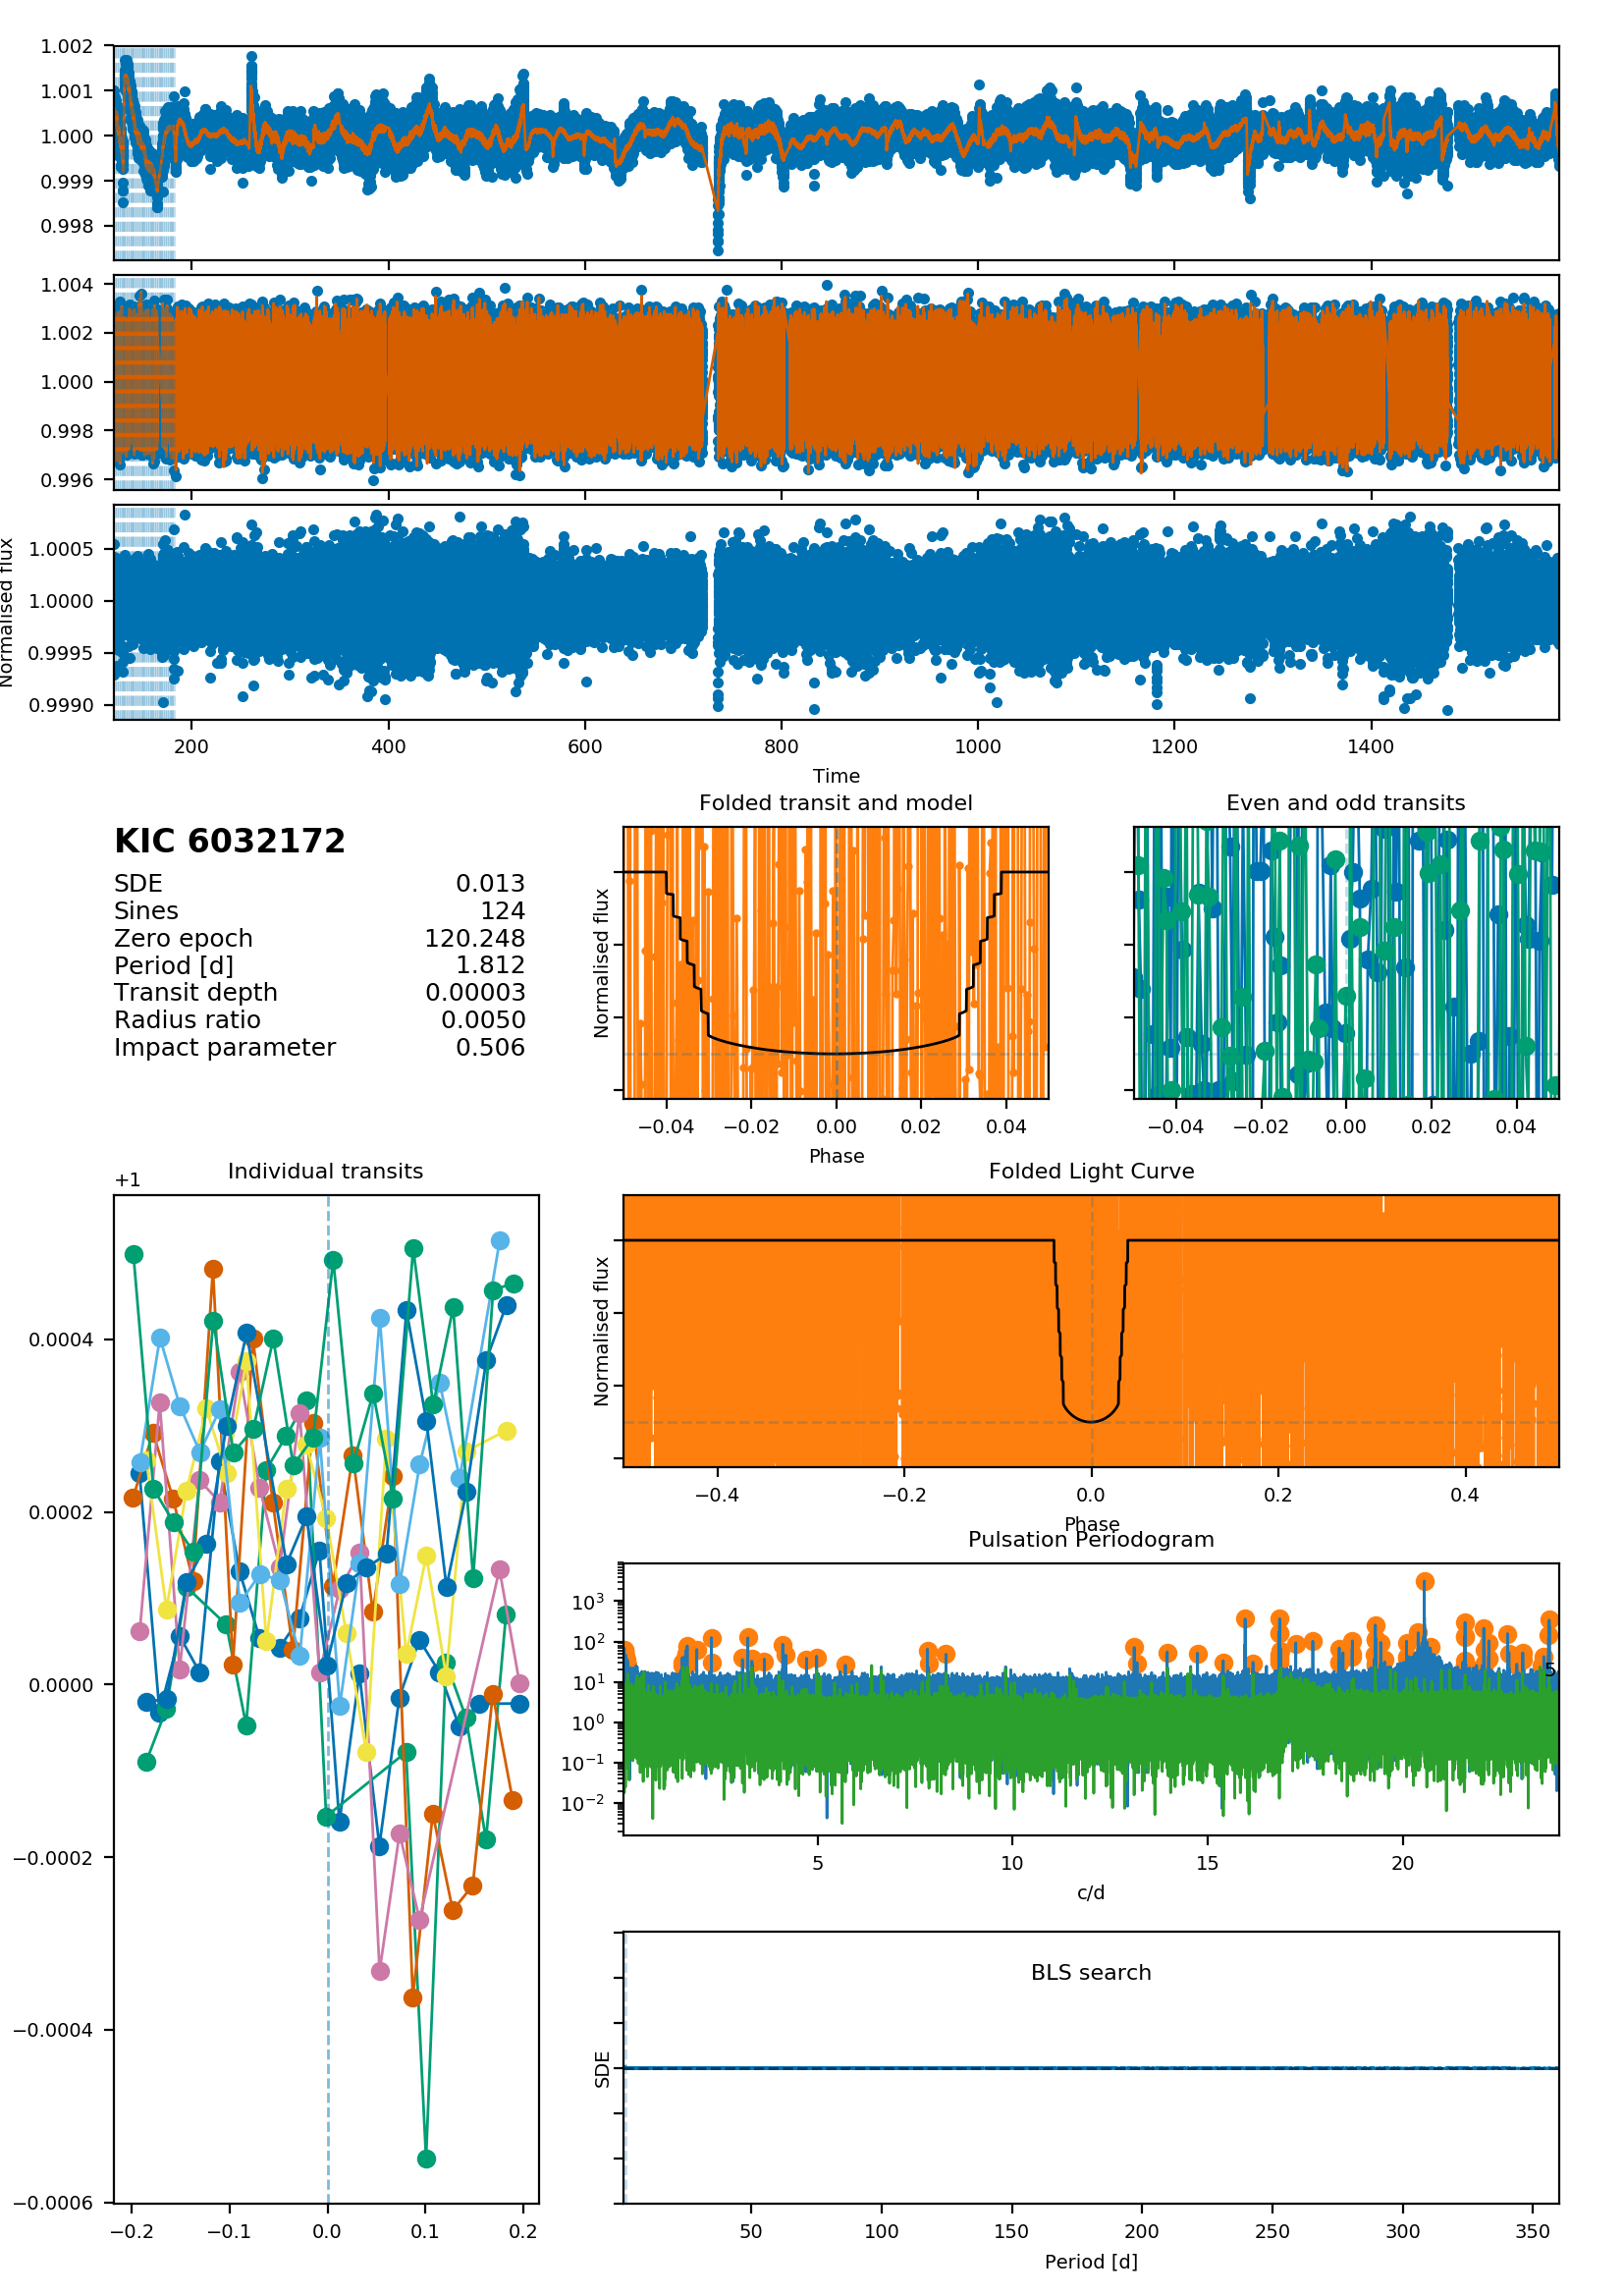 1.002
1.001
1.000
0.999
0.998
1.004
1.002
1.000
0.998
0.996
Normalised flux
1.0005
1.0000
0.9995
0.9990
200 400 600 800 1000 1200 1400
Time
KIC 6032172
SDE 0.013
Sines 124
Zero epoch 120.248
Period [d] 1.812
Transit depth 0.00003
Radius ratio 0.0050
Impact parameter 0.506
Folded transit and model
Normalised flux
−0.04 −0.02 0.00 0.02 0.04
Phase
Even and odd transits
−0.04 −0.02 0.00 0.02 0.04
Individual transits
+1
0.0004
0.0002
0.0000
−0.0002
−0.0004
−0.0006
−0.2 −0.1 0.0 0.1 0.2
Folded Light Curve
Normalised flux
−0.4 −0.2 0.0 0.2 0.4
Phase
Pulsation Periodogram
10³
10²
10¹
10⁰
10⁻¹
10⁻²
5
5 10 15 20
c/d
BLS search
SDE
50 100 150 200 250 300 350
Period [d]